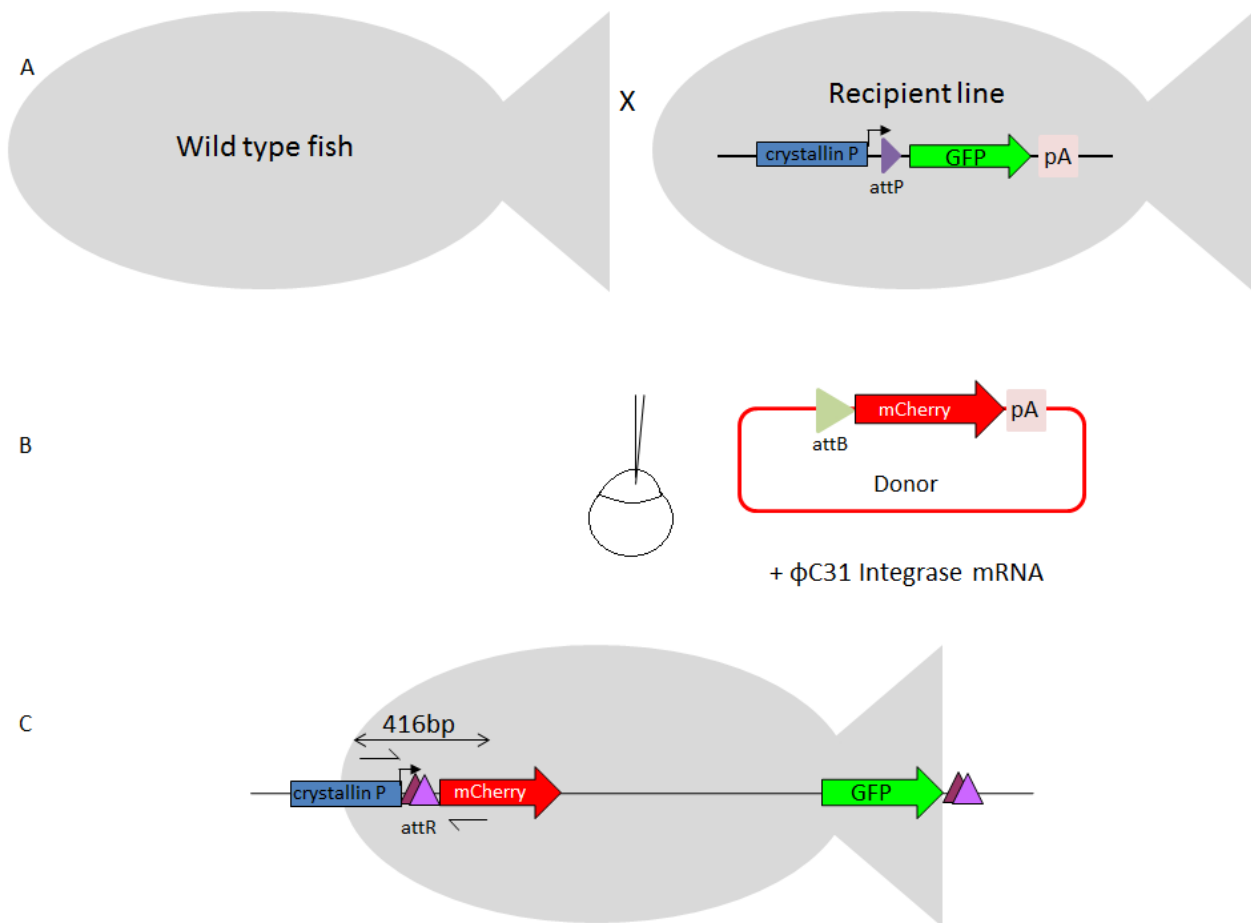 A
Wild type fish
X
Recipient line
crystallin P
GFP
pA
attP
B
mCherry
pA
attB
Donor
+ ϕC31 Integrase mRNA
C
416bp
crystallin P
mCherry
GFP
attR